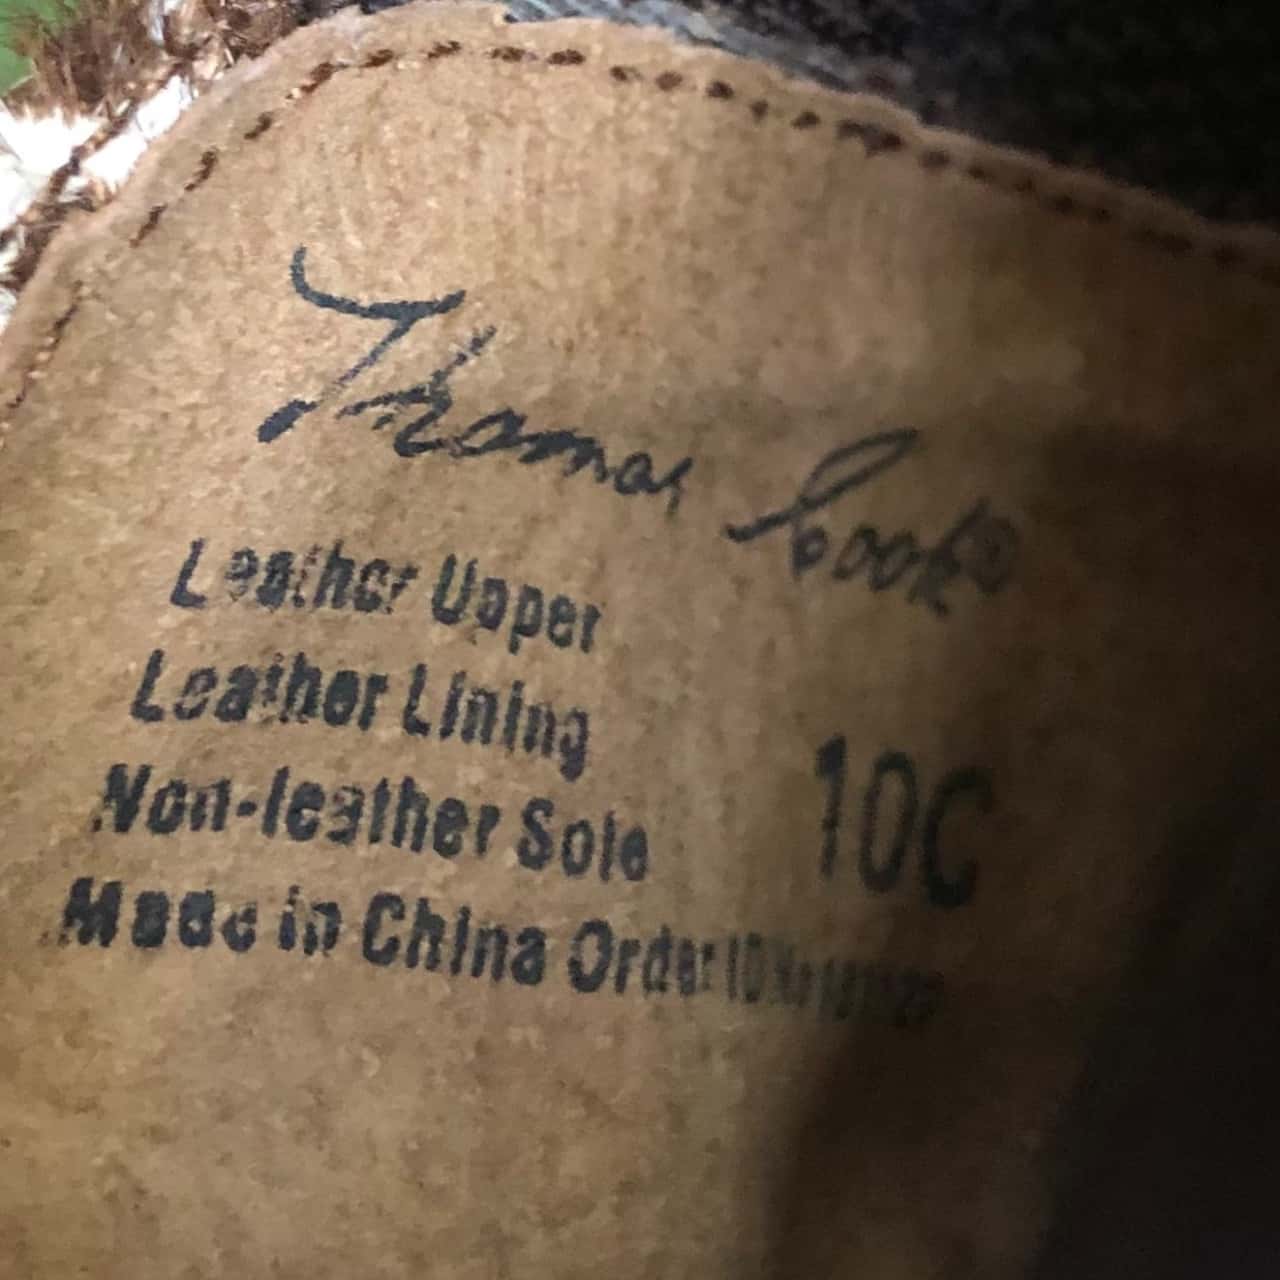 Thomas Cook
Leather Upper
Leather Lining
Non-leather Sole
10C
Made in China Order